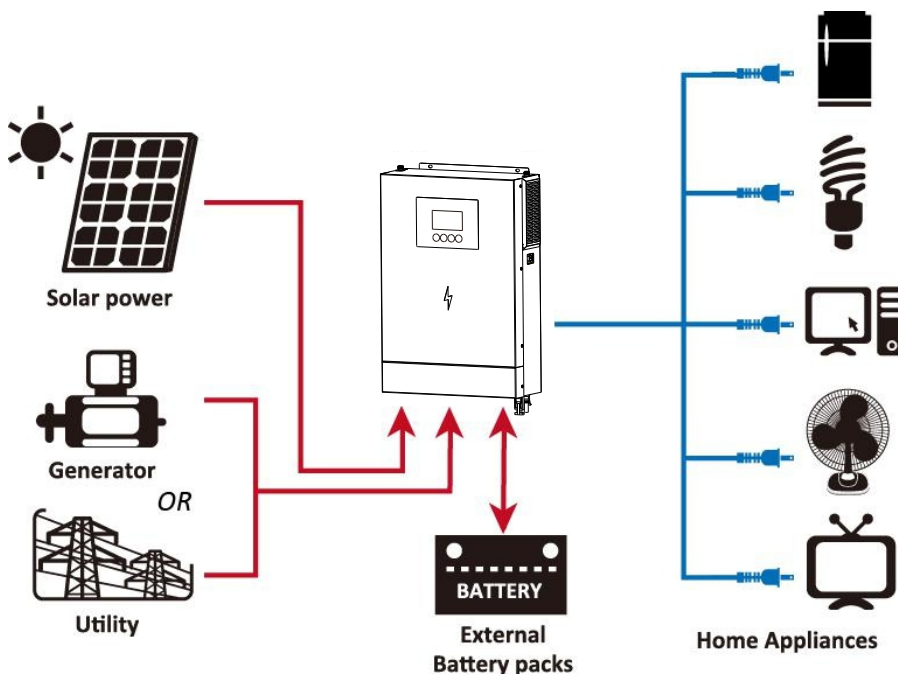 Solar power
Generator
OR
Utility
BATTERY
External
Battery packs
Home Appliances